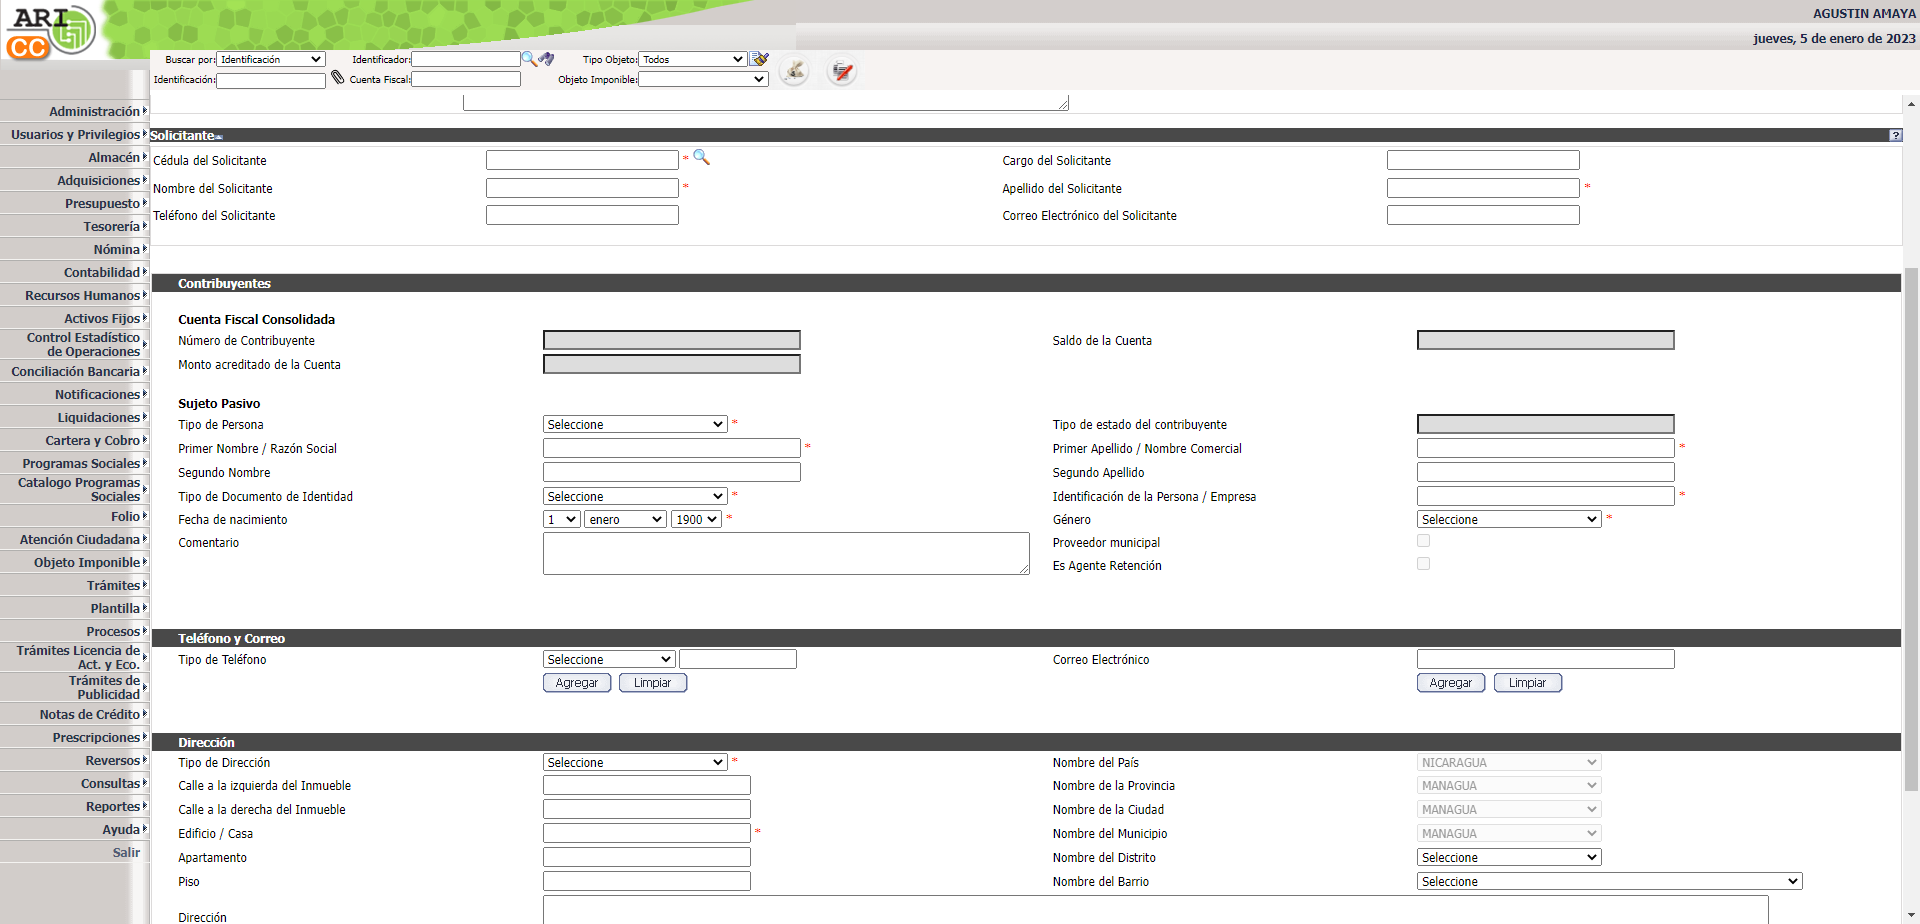 ARI
CC
AGUSTIN AMAYA
jueves, 5 de enero de 2023
Buscar por: Identificación Identificador: Tipo Objeto: Todos
Identificación: Cuenta Fiscal: Objeto Imponible:
Administración
Usuarios y Privilegios
Almacén
Adquisiciones
Presupuesto
Tesorería
Nómina
Contabilidad
Recursos Humanos
Activos Fijos
Control Estadístico
de Operaciones
Conciliación Bancaria
Notificaciones
Liquidaciones
Cartera y Cobro
Programas Sociales
Catalogo Programas
Sociales
Folio
Atención Ciudadana
Objeto Imponible
Trámites
Plantilla
Procesos
Trámites Licencia de
Act. y Eco.
Trámites de
Publicidad
Notas de Crédito
Prescripciones
Reversos
Consultas
Reportes
Ayuda
Salir
Solicitante ?
Cédula del Solicitante * Cargo del Solicitante
Nombre del Solicitante * Apellido del Solicitante *
Teléfono del Solicitante Correo Electrónico del Solicitante
Contribuyentes
Cuenta Fiscal Consolidada
Número de Contribuyente Saldo de la Cuenta
Monto acreditado de la Cuenta
Sujeto Pasivo
Tipo de Persona Seleccione * Tipo de estado del contribuyente
Primer Nombre / Razón Social * Primer Apellido / Nombre Comercial *
Segundo Nombre Segundo Apellido
Tipo de Documento de Identidad Seleccione * Identificación de la Persona / Empresa *
Fecha de nacimiento 1 enero 1900 * Género Seleccione *
Comentario Proveedor municipal
Es Agente Retención
Teléfono y Correo
Tipo de Teléfono Seleccione Correo Electrónico
Agregar Limpiar Agregar Limpiar
Dirección
Tipo de Dirección Seleccione * Nombre del País NICARAGUA
Calle a la izquierda del Inmueble Nombre de la Provincia MANAGUA
Calle a la derecha del Inmueble Nombre de la Ciudad MANAGUA
Edificio / Casa * Nombre del Municipio MANAGUA
Apartamento Nombre del Distrito Seleccione
Piso Nombre del Barrio Seleccione
Dirección